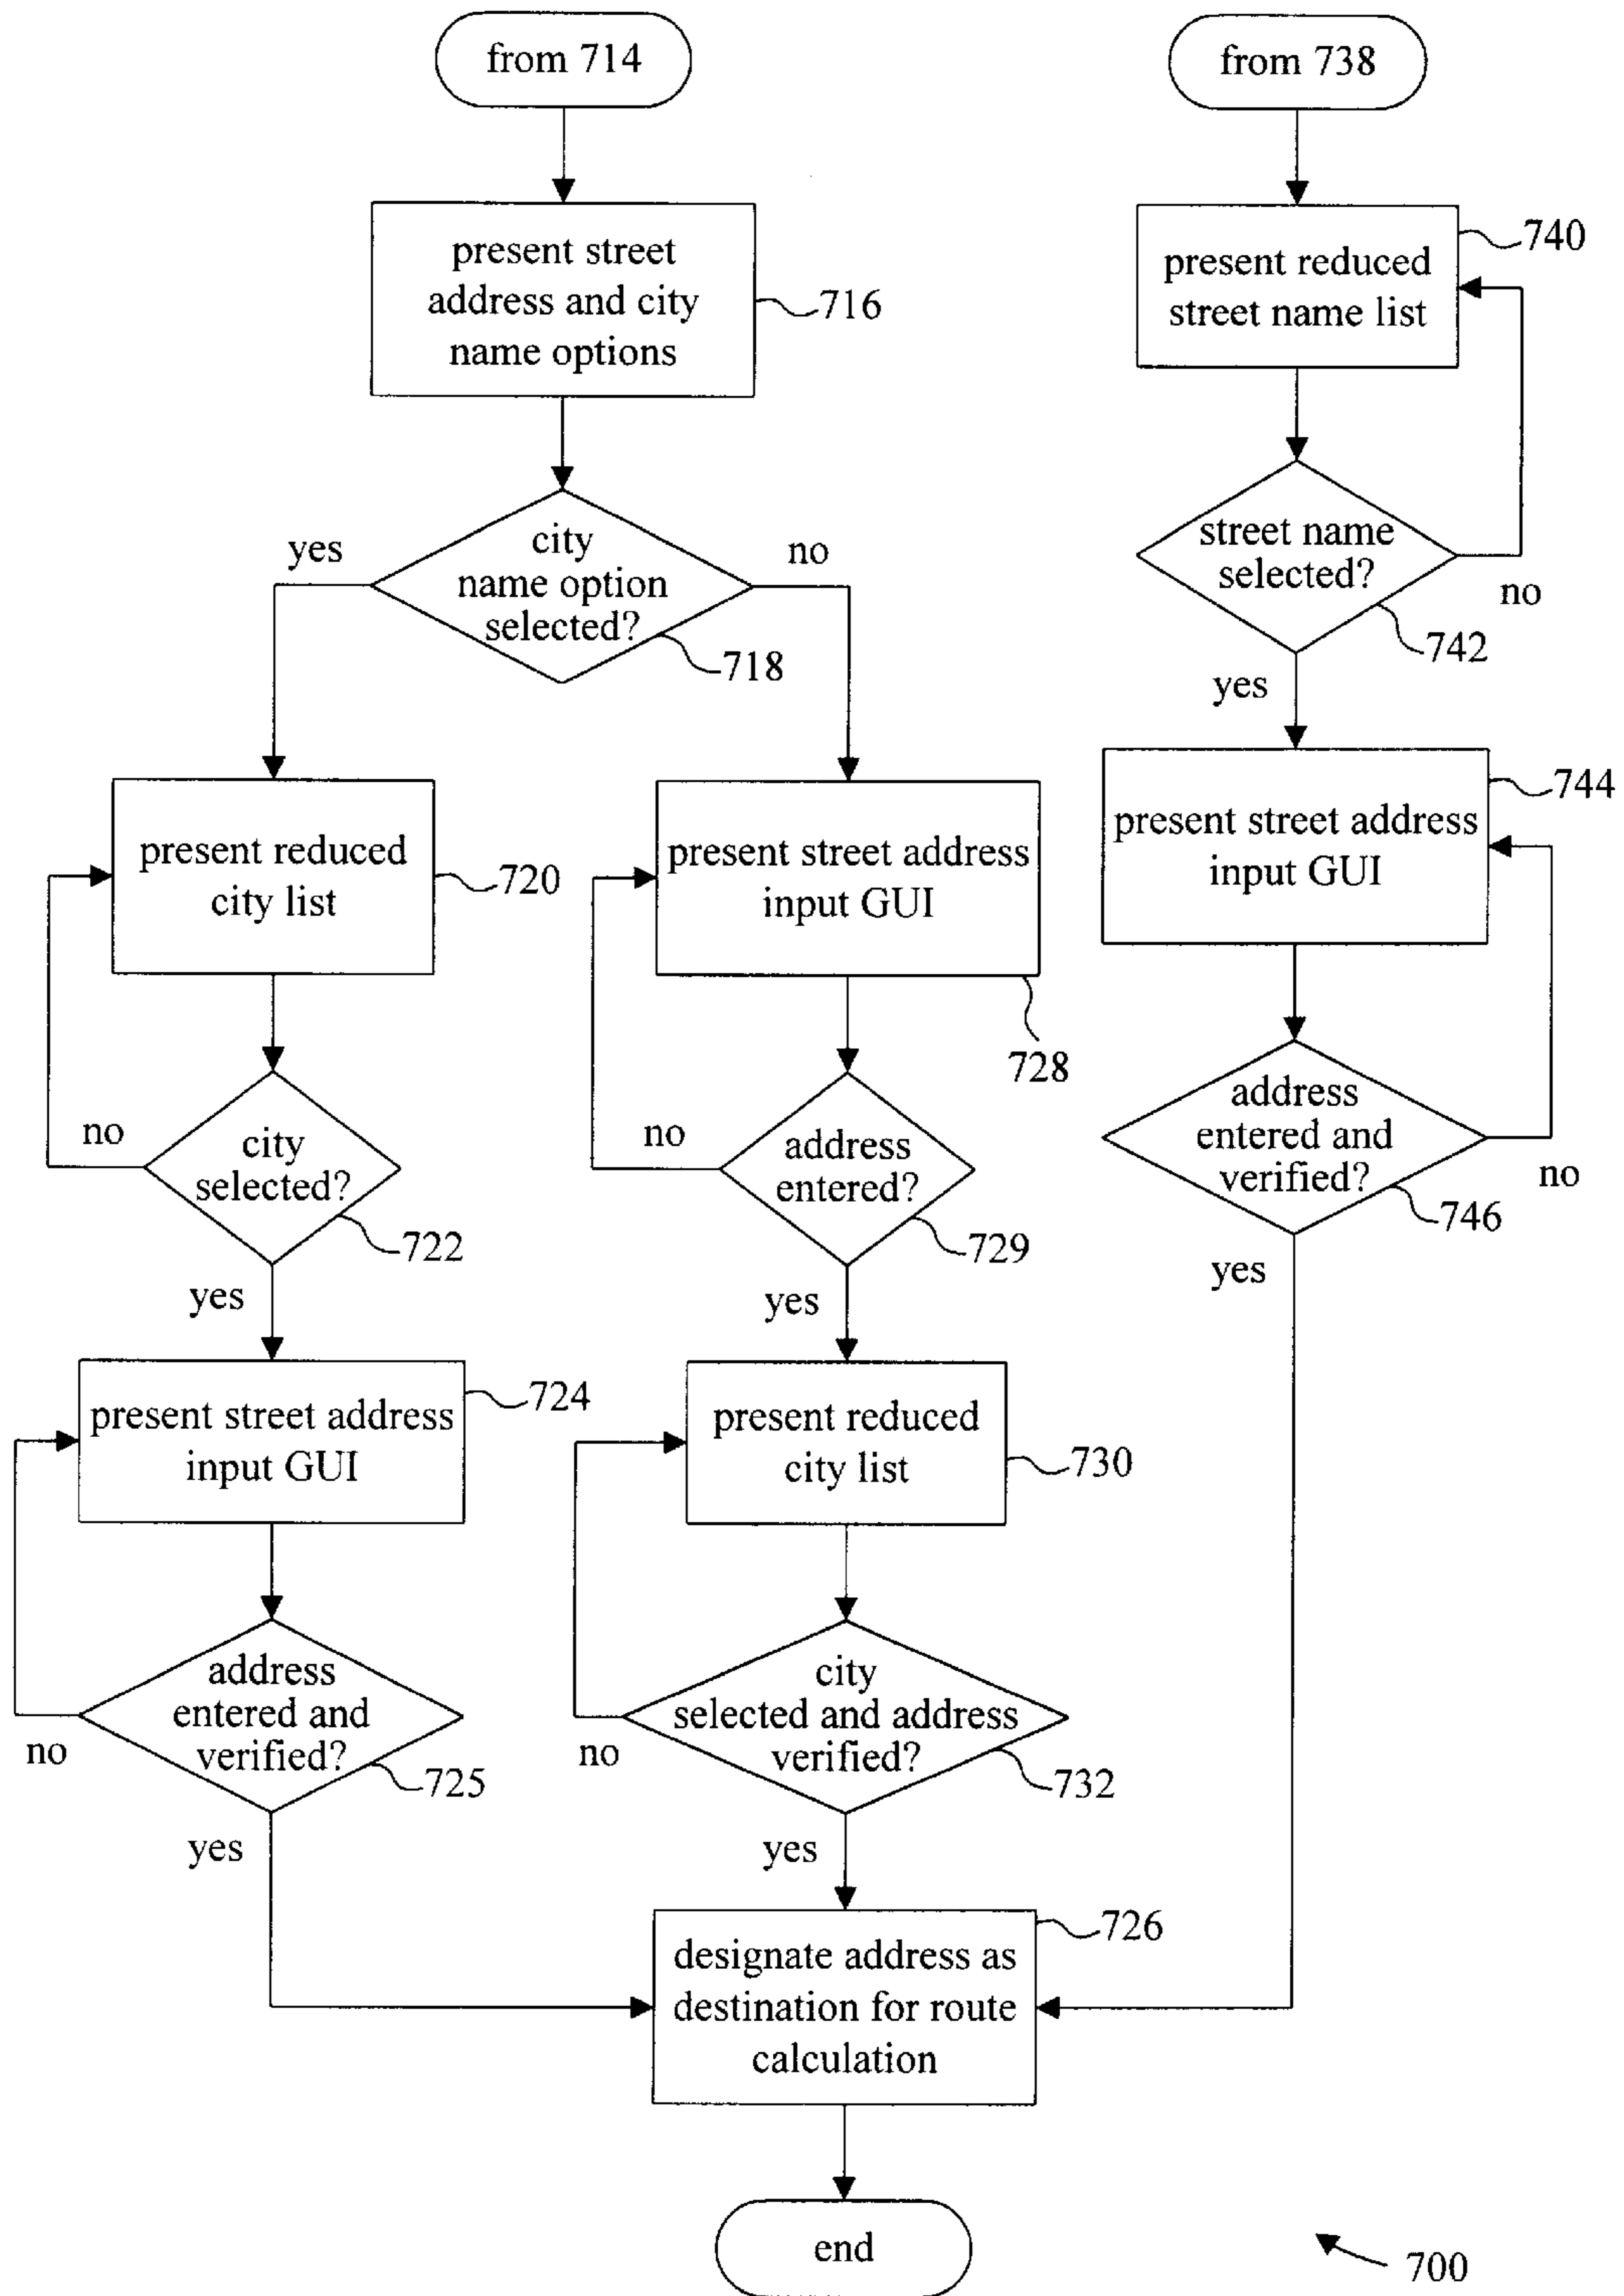 from 714
present street
address and city
name options
716
city
name option
selected?
718
yes
no
present reduced
city list
720
city
selected?
722
no
yes
present street address
input GUI
724
address
entered and
verified?
725
no
yes
present street address
input GUI
728
address
entered?
729
no
yes
present reduced
city list
730
city
selected and address
verified?
732
no
yes
designate address as
destination for route
calculation
726
end
from 738
present reduced
street name list
740
street name
selected?
742
no
yes
present street address
input GUI
744
address
entered and
verified?
746
no
yes
700